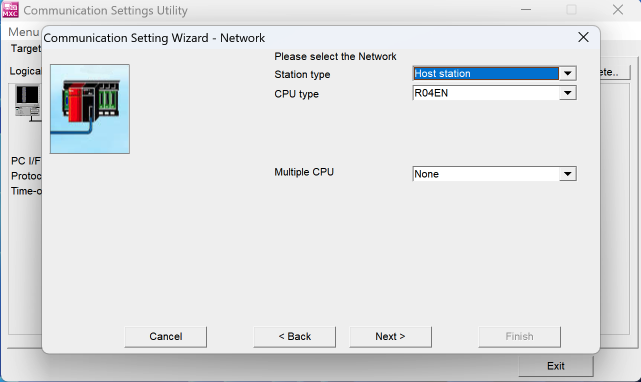 MXC Communication Settings Utility
Menu
Communication Setting Wizard - Network
Target
Please select the Network
Logica
Station type Host station
ete..
CPU type R04EN
PC I/F
Multiple CPU None
Protoc
Time-o
Cancel < Back Next > Finish
Exit